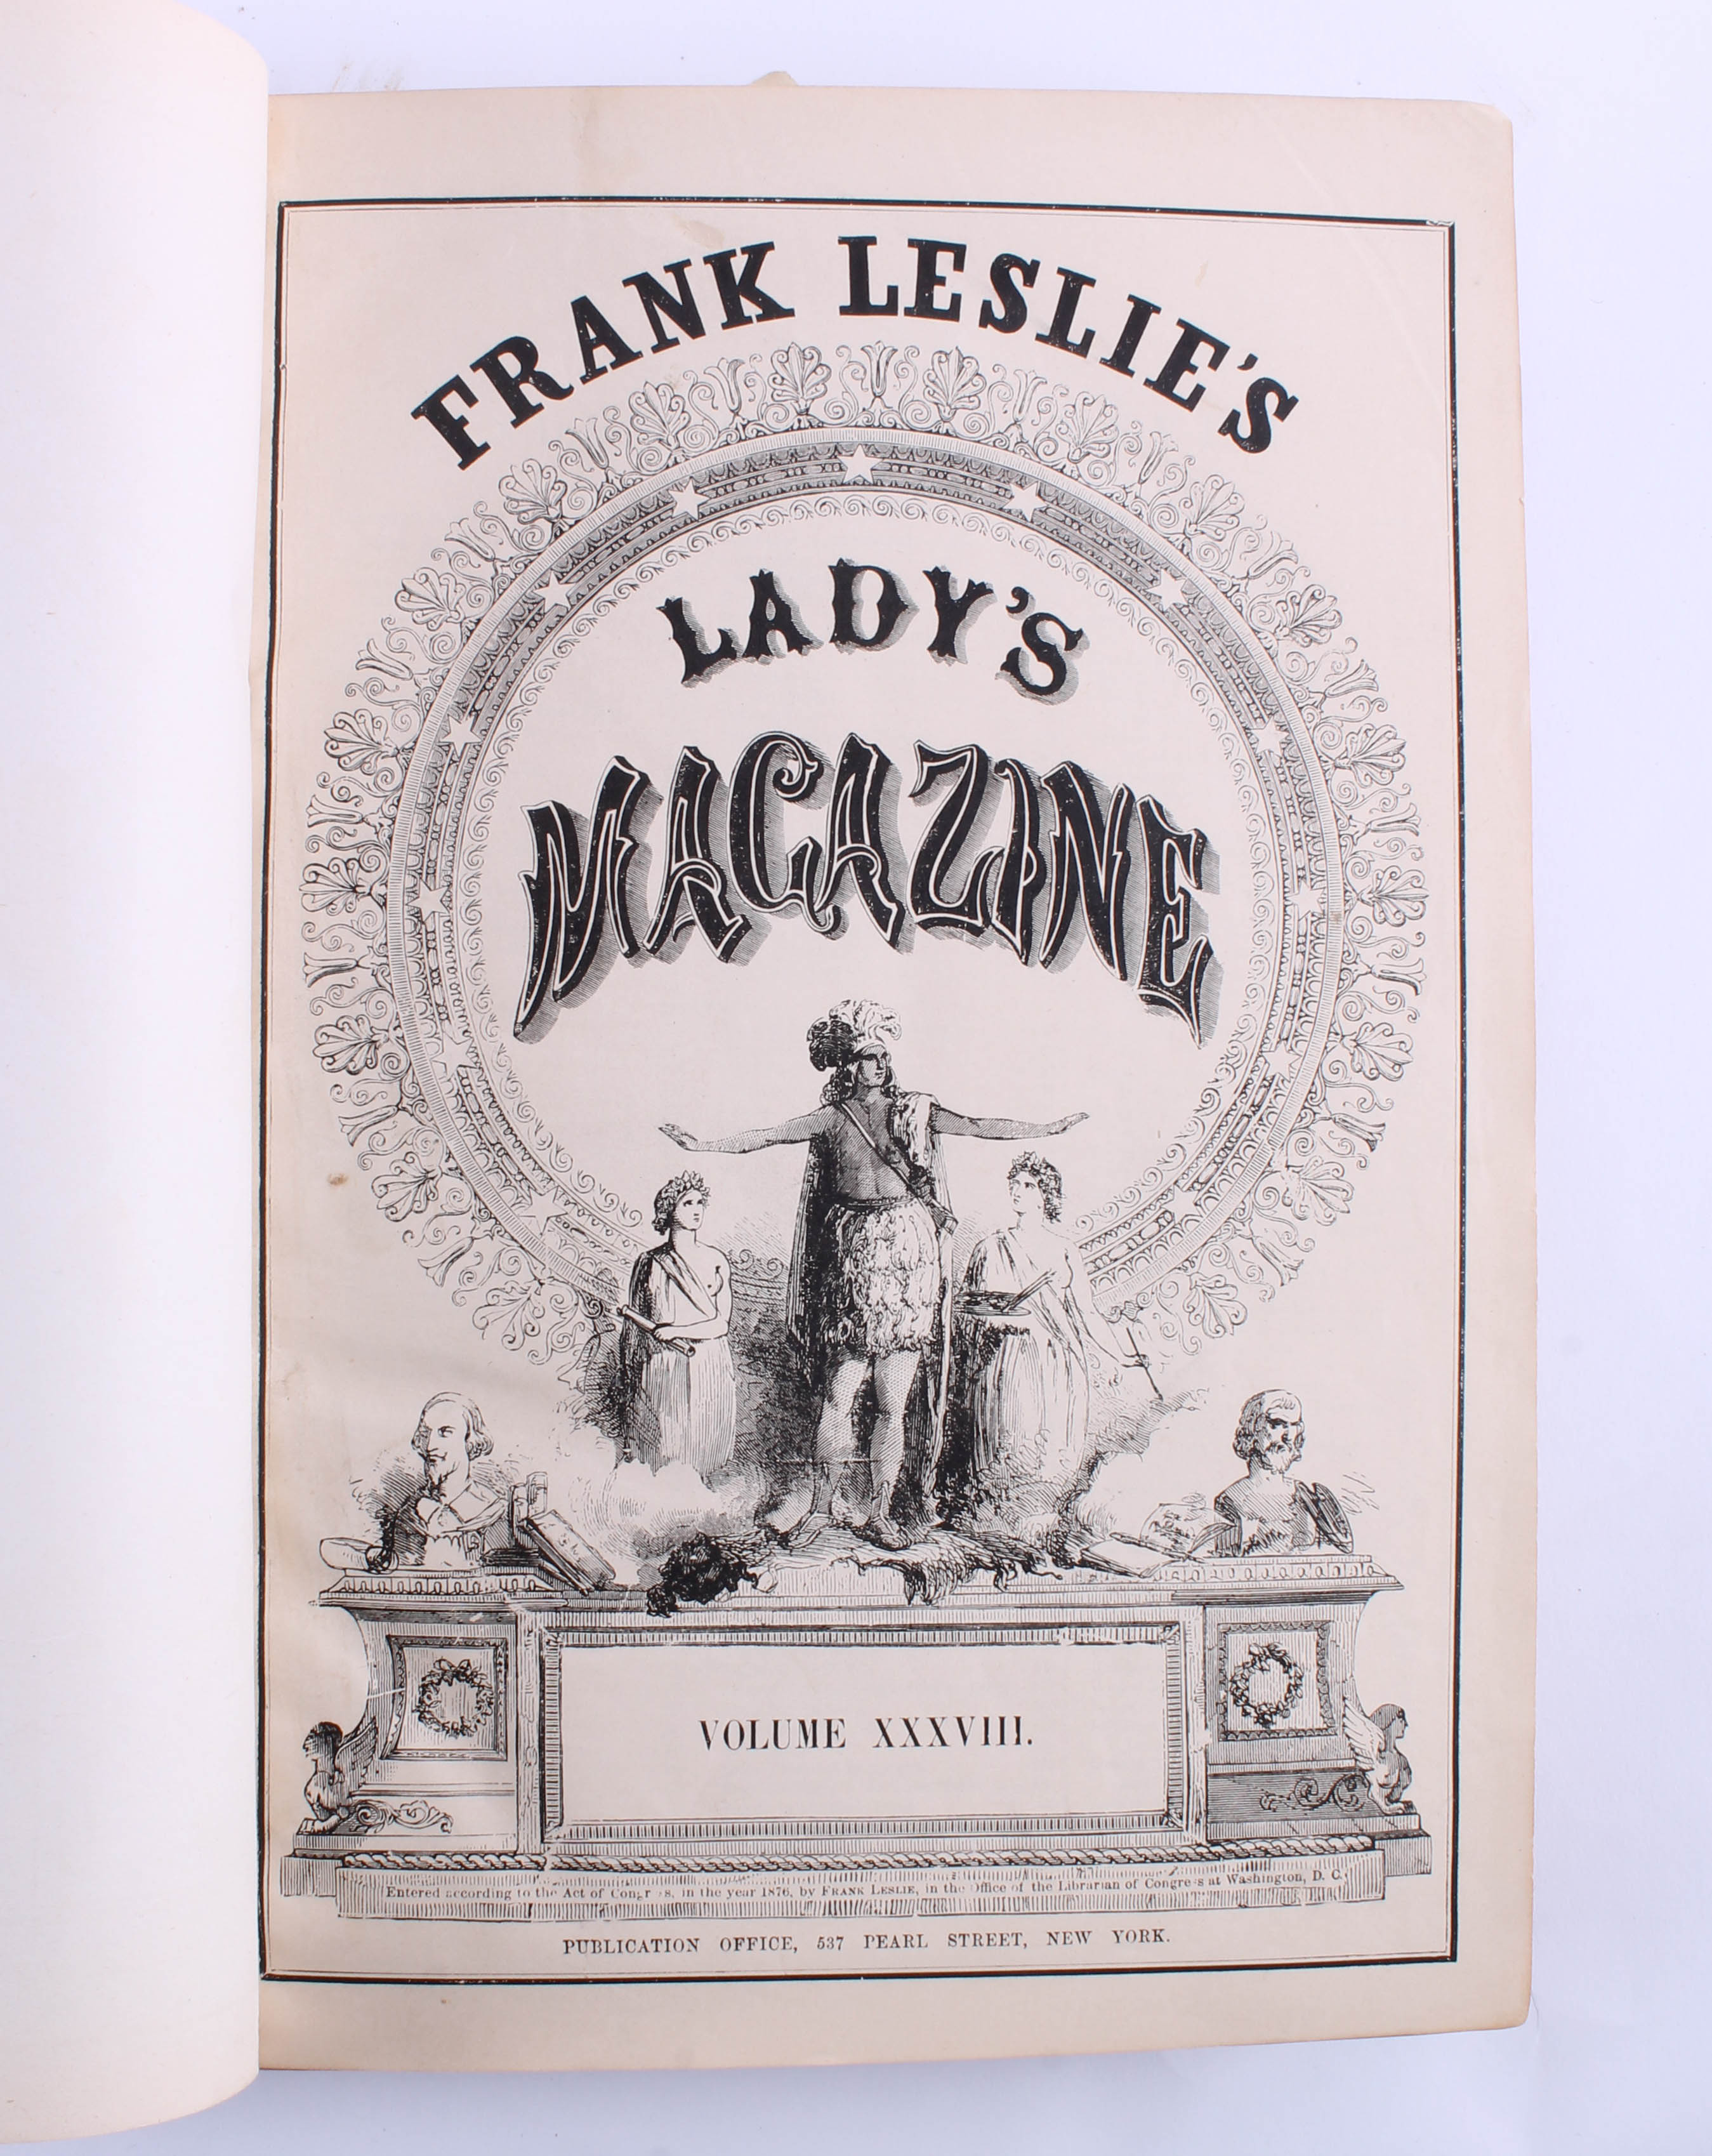 FRANK LESLIE'S
LADY'S
MAGAZINE
VOLUME XXXVIII.
Entered according to the Act of Congress, in the year 1876, by FRANK LESLIE, in the Office of the Librarian of Congress at Washington, D. C.
PUBLICATION OFFICE, 537 PEARL STREET, NEW YORK.